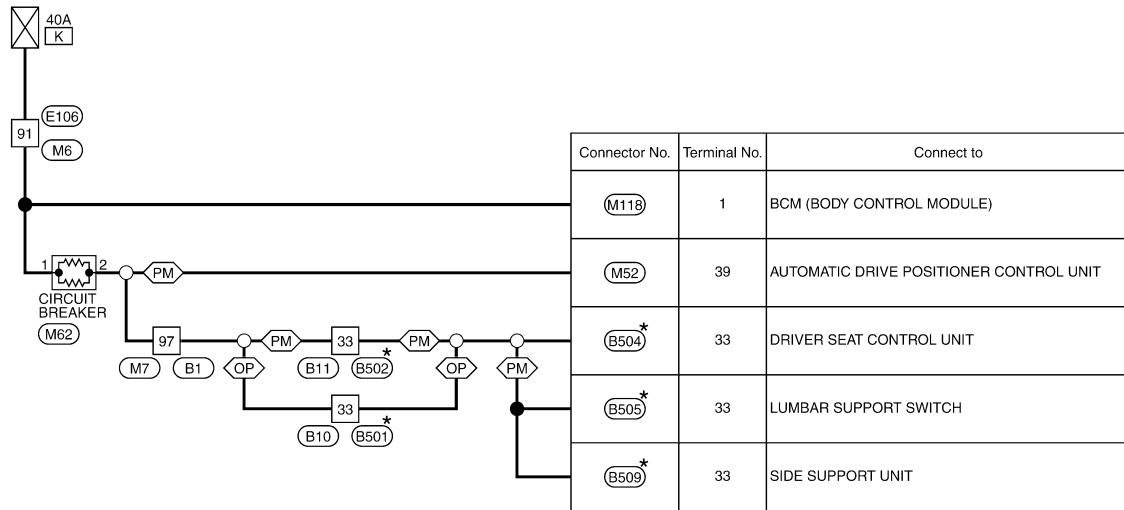 40A
K
E106
91
M6
Connector No. Terminal No. Connect to
M118 1 BCM (BODY CONTROL MODULE)
1 2 PM M52 39 AUTOMATIC DRIVE POSITIONER CONTROL UNIT
CIRCUIT
BREAKER
M62
97 PM 33 PM B504* 33 DRIVER SEAT CONTROL UNIT
M7 B1 OP B11 B502* OP PM
33 B505* 33 LUMBAR SUPPORT SWITCH
B10 B501*
B509* 33 SIDE SUPPORT UNIT